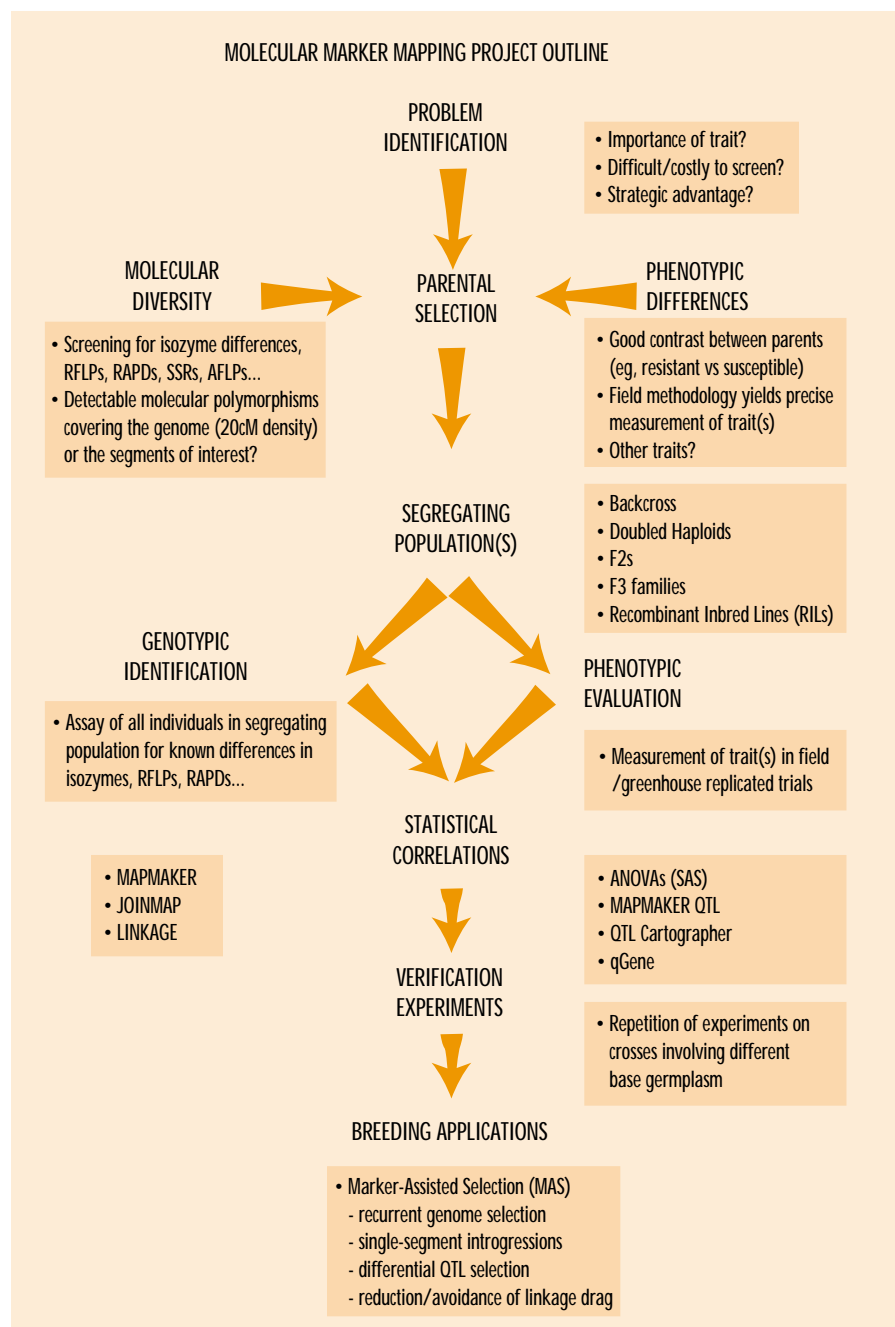 MOLECULAR MARKER MAPPING PROJECT OUTLINE
PROBLEM
IDENTIFICATION
• Importance of trait?
• Difficult/costly to screen?
• Strategic advantage?
MOLECULAR
DIVERSITY
PARENTAL
SELECTION
PHENOTYPIC
DIFFERENCES
• Screening for isozyme differences,
RFLPs, RAPDs, SSRs, AFLPs...
• Detectable molecular polymorphisms
covering the genome (20cM density)
or the segments of interest?
• Good contrast between parents
(eg, resistant vs susceptible)
• Field methodology yields precise
measurement of trait(s)
• Other traits?
SEGREGATING
POPULATION(S)
• Backcross
• Doubled Haploids
• F2s
• F3 families
• Recombinant Inbred Lines (RILs)
GENOTYPIC
IDENTIFICATION
PHENOTYPIC
EVALUATION
• Assay of all individuals in segregating
population for known differences in
isozymes, RFLPs, RAPDs...
• Measurement of trait(s) in field
/greenhouse replicated trials
STATISTICAL
CORRELATIONS
• MAPMAKER
• JOINMAP
• LINKAGE
• ANOVAs (SAS)
• MAPMAKER QTL
• QTL Cartographer
• qGene
VERIFICATION
EXPERIMENTS
• Repetition of experiments on
crosses involving different
base germplasm
BREEDING APPLICATIONS
• Marker-Assisted Selection (MAS)
- recurrent genome selection
- single-segment introgressions
- differential QTL selection
- reduction/avoidance of linkage drag